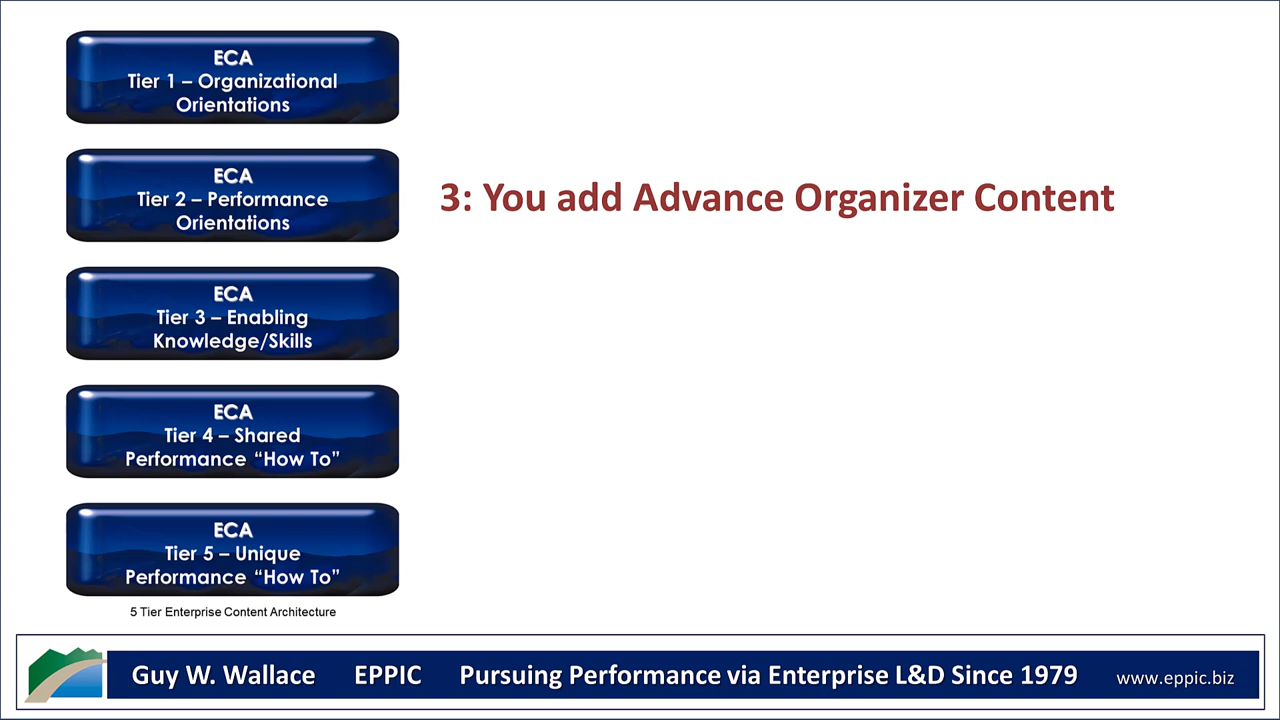 ECA
Tier 1 – Organizational
Orientations
ECA
Tier 2 – Performance
Orientations
3: You add Advance Organizer Content
ECA
Tier 3 – Enabling
Knowledge/Skills
ECA
Tier 4 – Shared
Performance “How To”
ECA
Tier 5 – Unique
Performance “How To”
5 Tier Enterprise Content Architecture
Guy W. Wallace EPPIC Pursuing Performance via Enterprise L&D Since 1979 www.eppic.biz